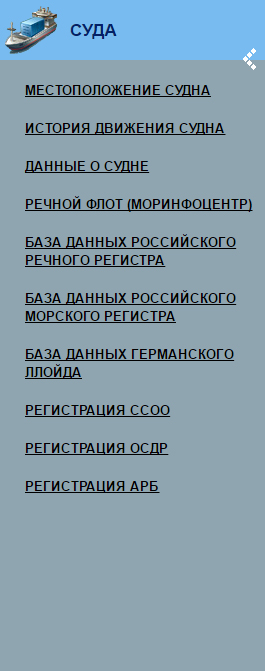 СУДА
МЕСТОПОЛОЖЕНИЕ СУДНА
ИСТОРИЯ ДВИЖЕНИЯ СУДНА
ДАННЫЕ О СУДНЕ
РЕЧНОЙ ФЛОТ (МОРИНФОЦЕНТР)
БАЗА ДАННЫХ РОССИЙСКОГО
РЕЧНОГО РЕГИСТРА
БАЗА ДАННЫХ РОССИЙСКОГО
МОРСКОГО РЕГИСТРА
БАЗА ДАННЫХ ГЕРМАНСКОГО
ЛЛОЙДА
РЕГИСТРАЦИЯ ССОО
РЕГИСТРАЦИЯ ОСДР
РЕГИСТРАЦИЯ АРБ